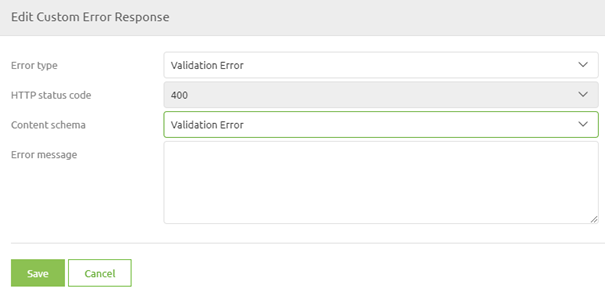 Edit Custom Error Response
Error type Validation Error
HTTP status code 400
Content schema Validation Error
Error message
Save Cancel